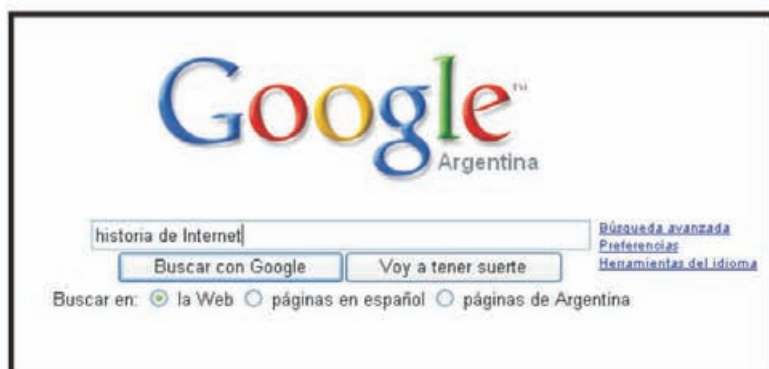 Google™
Argentina
historia de Internet
Búsqueda avanzada
Preferencias
Herramientas del idioma
Buscar con Google
Voy a tener suerte
Buscar en: la Web páginas en español páginas de Argentina